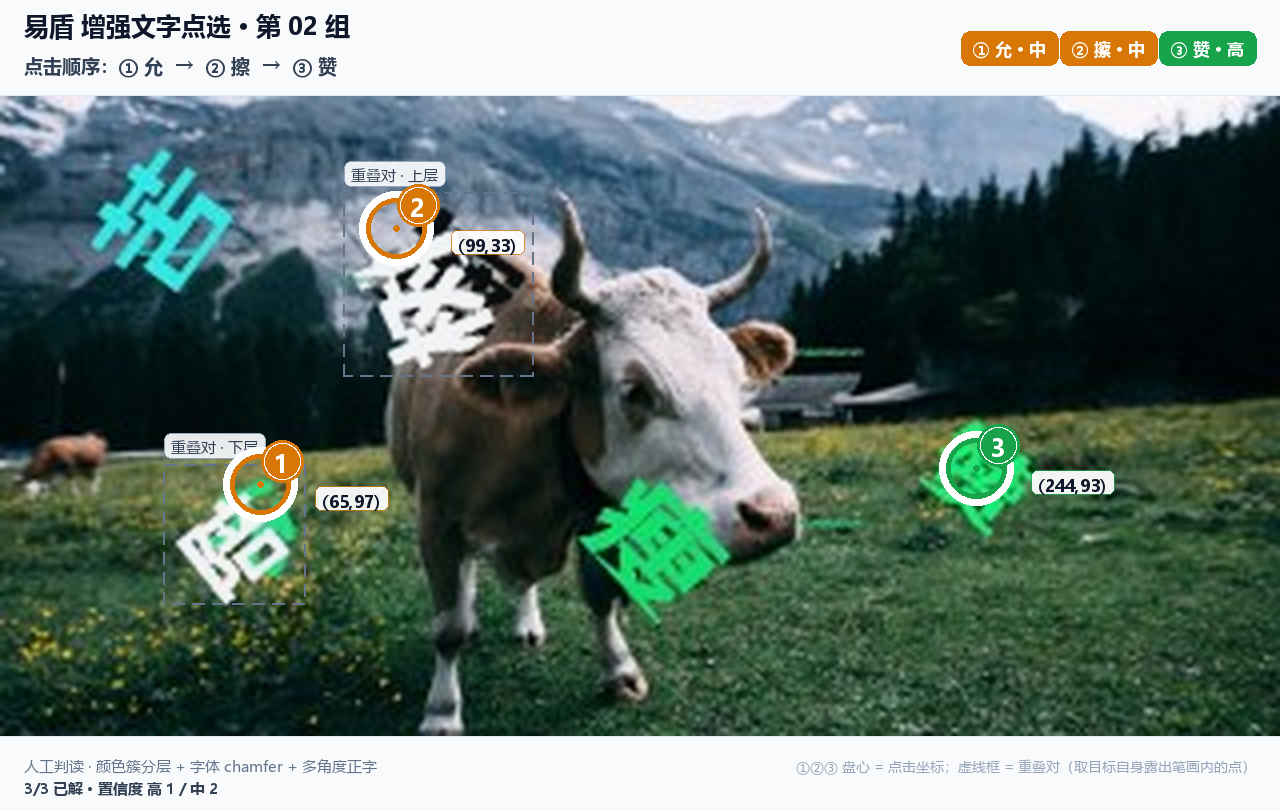 易盾 增强文字点选 • 第 02 组
点击顺序: ① 允 → ② 擦 → ③ 赞
① 允 • 中 ② 擦 • 中 ③ 赞 • 高
重叠对 · 上层
2
(99,33)
重叠对 · 下层
1
(65,97)
陪
3
(244,93)
人工判读 · 颜色簇分层 + 字体 chamfer + 多角度正字
3/3 已解 • 置信度 高 1 / 中 2
①②③ 盘心 = 点击坐标；虚线框 = 重叠对（取目标自身露出笔画内的点）